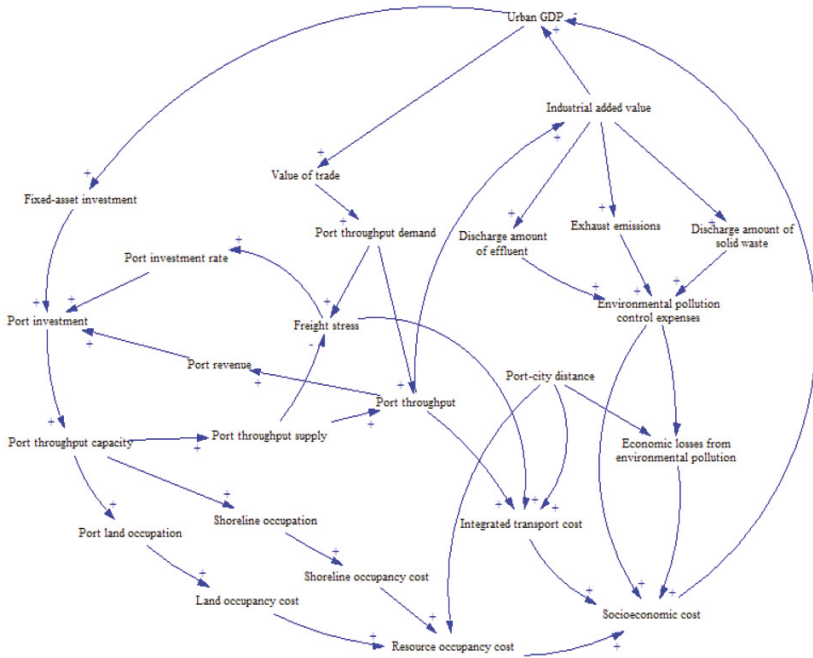 Urban GDP
Industrial added value
Value of trade
Fixed-asset investment
Port throughput demand
Discharge amount
of effluent
Exhaust emissions
Discharge amount of
solid waste
Port investment rate
Environmental pollution
control expenses
Port investment
Freight stress
Port revenue
Port-city distance
Port throughput
Port throughput capacity
Port throughput supply
Economic losses from
environmental pollution
Port land occupation
Shoreline occupation
Integrated transport cost
Shoreline occupancy cost
Land occupancy cost
Socioeconomic cost
Resource occupancy cost